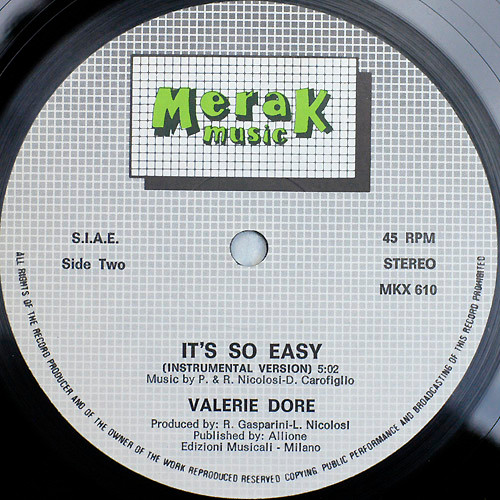 Merak
music
S.I.A.E.
Side Two
45 RPM
STEREO
MKX 610
IT'S SO EASY
(INSTRUMENTAL VERSION) 5:02
Music by P. & R. Nicolosi-D. Carofiglio
VALERIE DORE
Produced by: R. Gasparini-L. Nicolosi
Published by: Allione
Edizioni Musicali - Milano
ALL RIGHTS OF THE RECORD PRODUCER AND OF THE OWNER OF THE WORK REPRODUCED RESERVED COPYING PUBLIC PERFORMANCE AND BROADCASTING OF THIS RECORD PROHIBITED